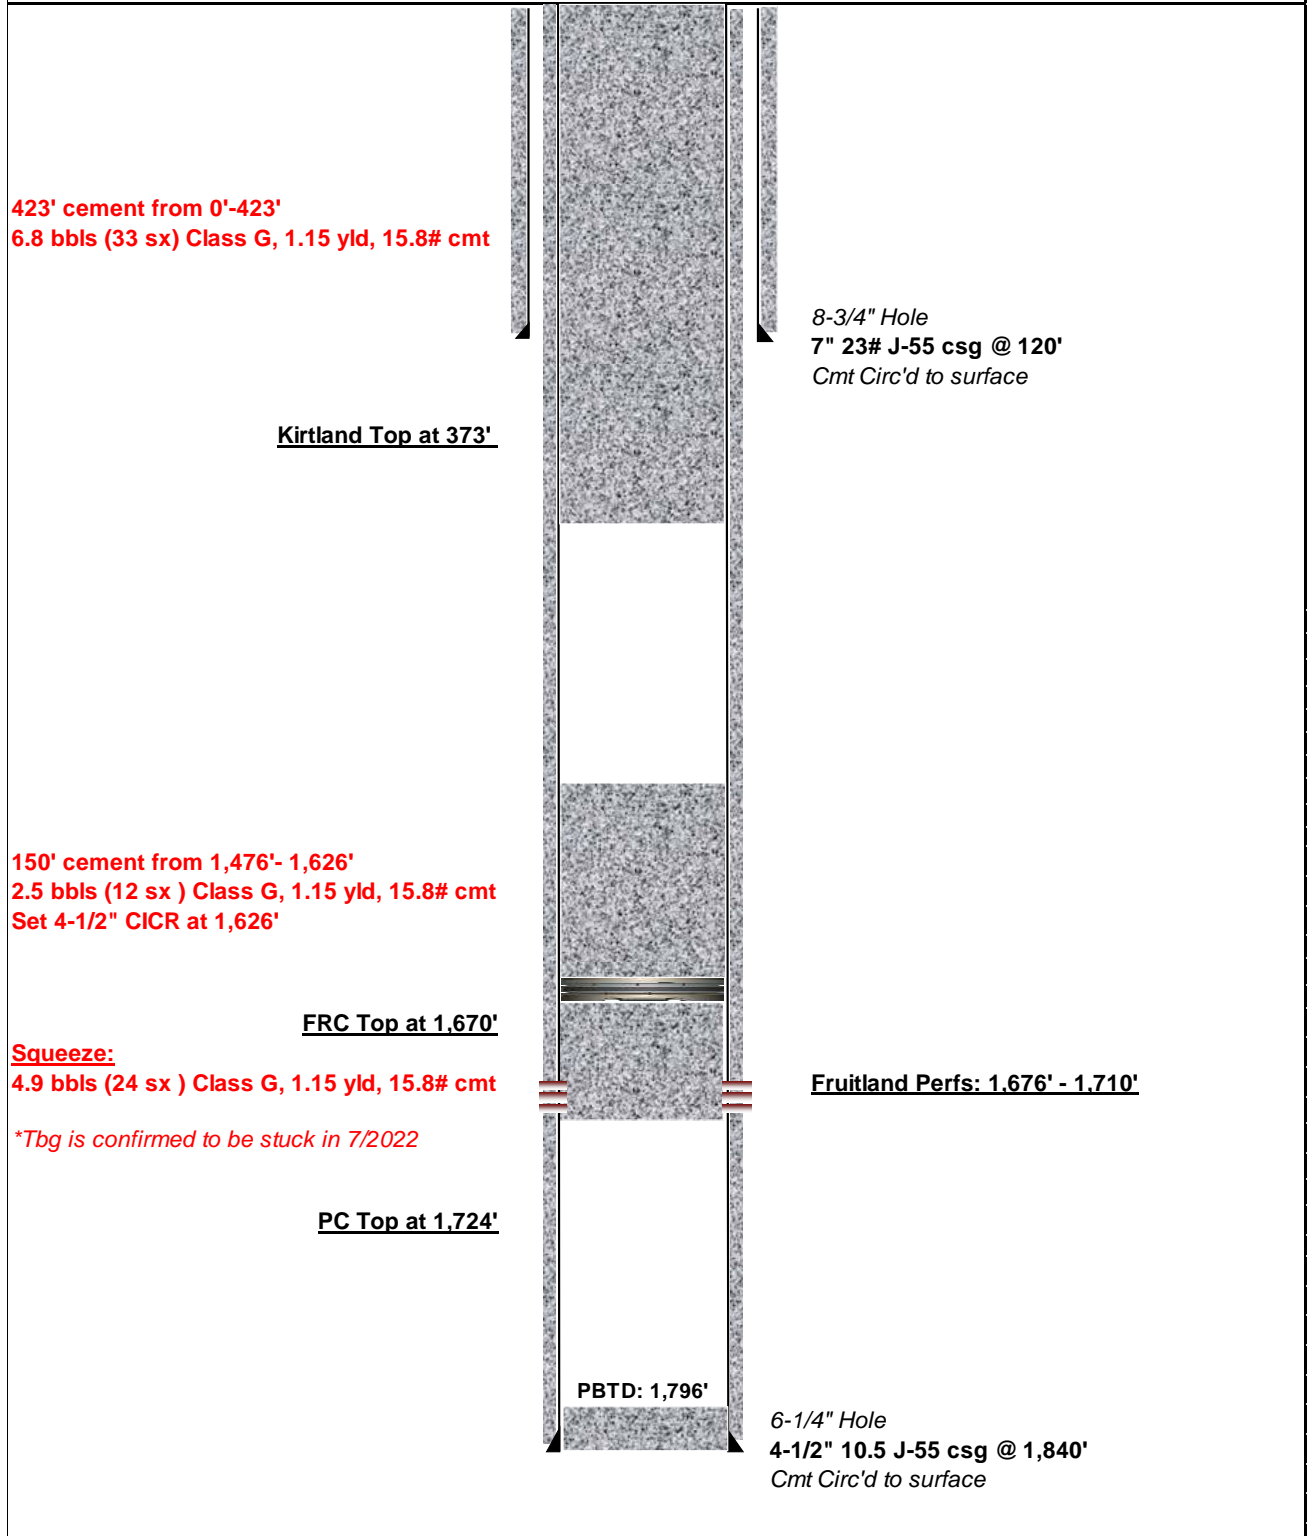 423' cement from 0'-423'
6.8 bbls (33 sx) Class G, 1.15 yld, 15.8# cmt
8-3/4" Hole
7" 23# J-55 csg @ 120'
Cmt Circ'd to surface
Kirtland Top at 373'
150' cement from 1,476'- 1,626'
2.5 bbls (12 sx ) Class G, 1.15 yld, 15.8# cmt
Set 4-1/2" CICR at 1,626'
FRC Top at 1,670'
Squeeze:
4.9 bbls (24 sx ) Class G, 1.15 yld, 15.8# cmt
Fruitland Perfs: 1,676' - 1,710'
*Tbg is confirmed to be stuck in 7/2022
PC Top at 1,724'
PBTD: 1,796'
6-1/4" Hole
4-1/2" 10.5 J-55 csg @ 1,840'
Cmt Circ'd to surface